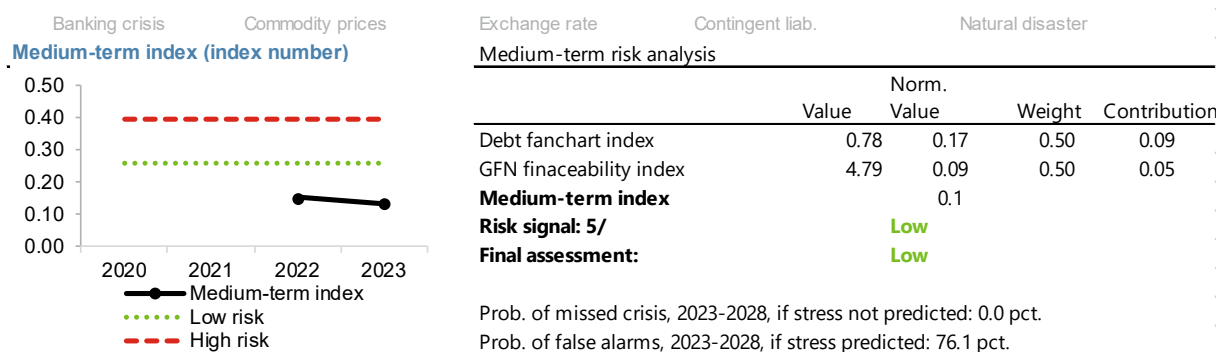 Banking crisis Commodity prices Exchange rate Contingent liab. Natural disaster
Medium-term index (index number)
0.50
0.40
0.30
0.20
0.10
0.00
2020 2021 2022 2023
Medium-term index
Low risk
High risk
Medium-term risk analysis
Norm.
Value Value Weight Contribution
Debt fanchart index 0.78 0.17 0.50 0.09
GFN finaceability index 4.79 0.09 0.50 0.05
Medium-term index 0.1
Risk signal: 5/ Low
Final assessment: Low
Prob. of missed crisis, 2023-2028, if stress not predicted: 0.0 pct.
Prob. of false alarms, 2023-2028, if stress predicted: 76.1 pct.